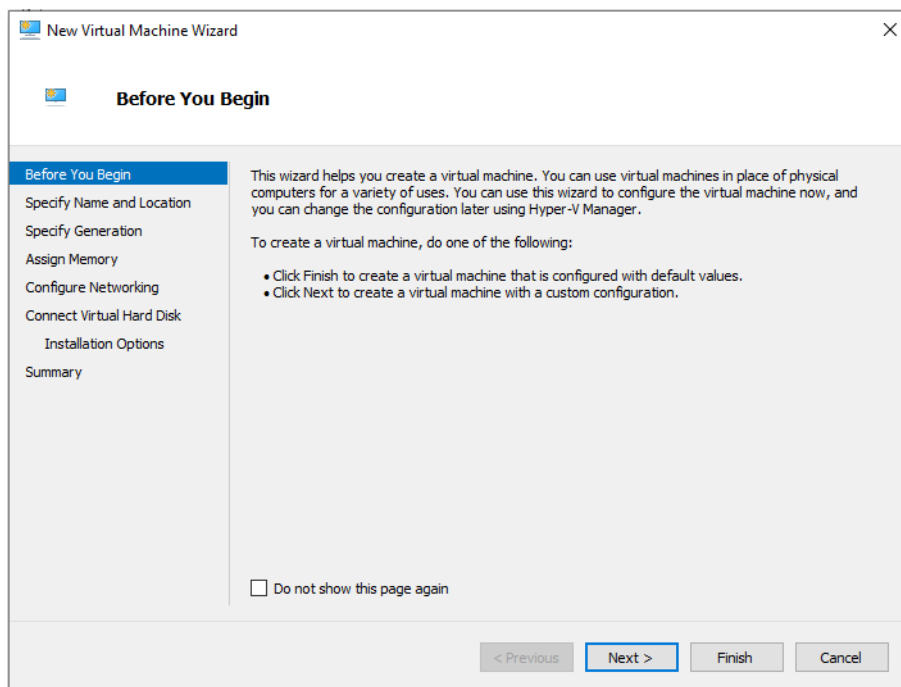 New Virtual Machine Wizard
Before You Begin
Before You Begin
Specify Name and Location
Specify Generation
Assign Memory
Configure Networking
Connect Virtual Hard Disk
Installation Options
Summary
This wizard helps you create a virtual machine. You can use virtual machines in place of physical
computers for a variety of uses. You can use this wizard to configure the virtual machine now, and
you can change the configuration later using Hyper-V Manager.
To create a virtual machine, do one of the following:
• Click Finish to create a virtual machine that is configured with default values.
• Click Next to create a virtual machine with a custom configuration.
Do not show this page again
< Previous
Next >
Finish
Cancel